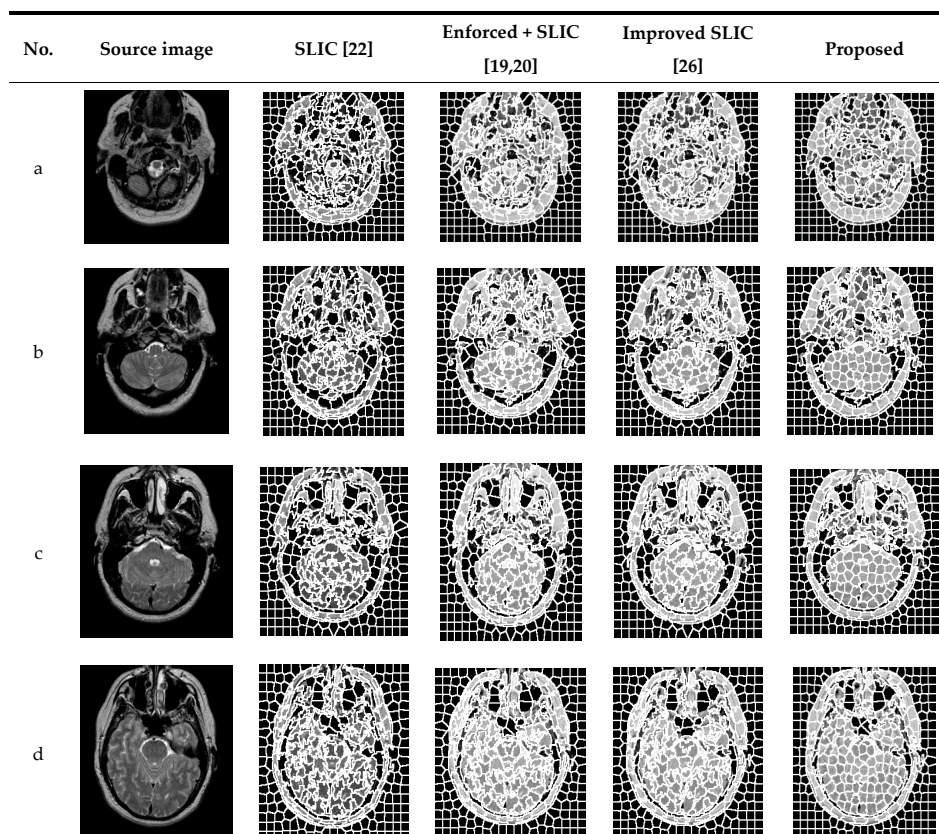 No.
Source image
SLIC [22]
Enforced + SLIC
[19,20]
Improved SLIC
[26]
Proposed
a
b
c
d